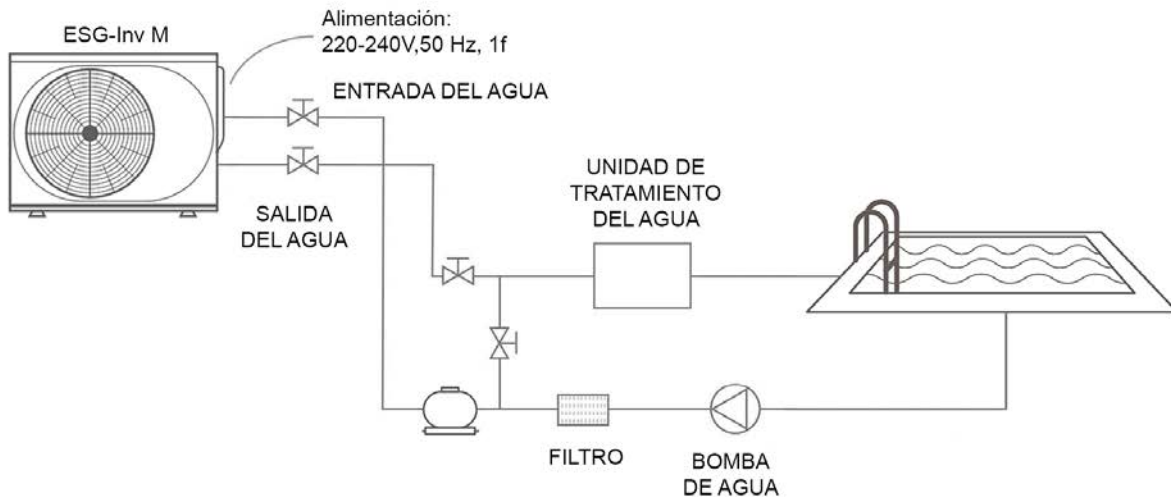 ESG-Inv M
Alimentación:
220-240V,50 Hz, 1f
ENTRADA DEL AGUA
SALIDA
DEL AGUA
UNIDAD DE
TRATAMIENTO
DEL AGUA
FILTRO
BOMBA
DE AGUA